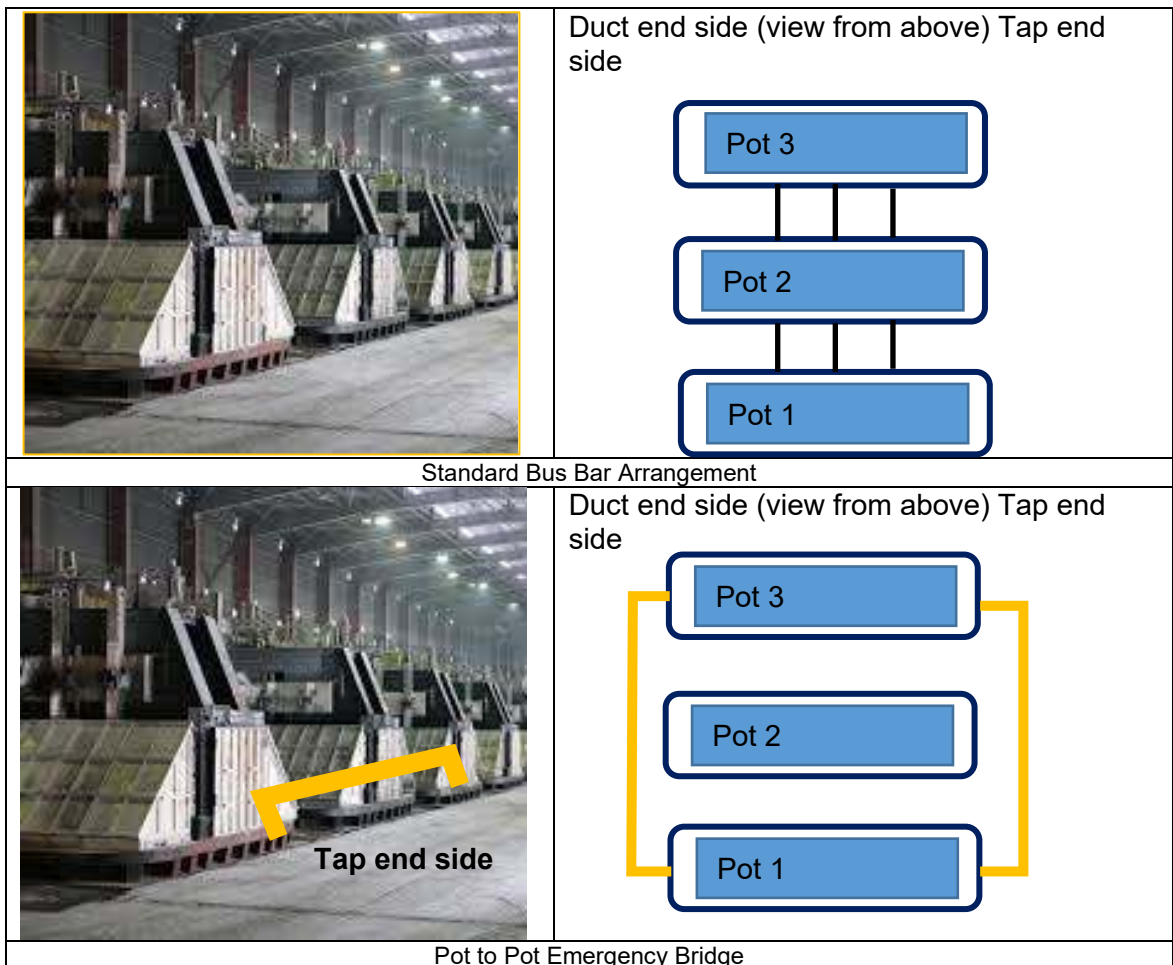 Duct end side (view from above) Tap end
side
Pot 3
Pot 2
Pot 1
Standard Bus Bar Arrangement
Duct end side (view from above) Tap end
side
Pot 3
Pot 2
Pot 1
Tap end side
Pot to Pot Emergency Bridge